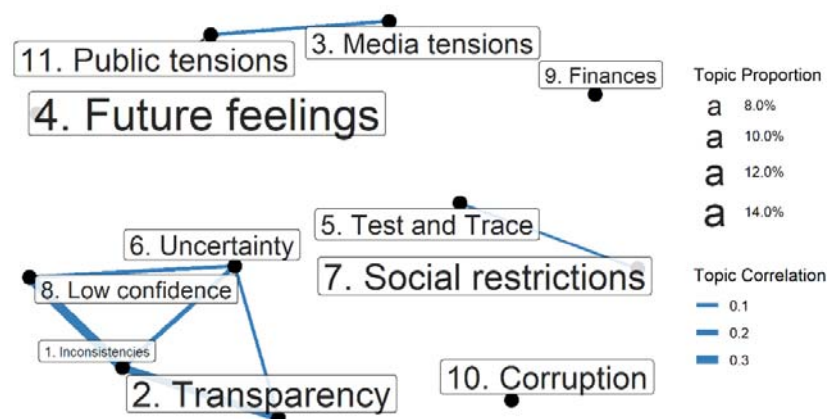 3. Media tensions
11. Public tensions
9. Finances
4. Future feelings
5. Test and Trace
6. Uncertainty
7. Social restrictions
8. Low confidence
1. Inconsistencies
2. Transparency
10. Corruption
Topic Proportion
a 8.0%
a 10.0%
a 12.0%
a 14.0%
Topic Correlation
0.1
0.2
0.3